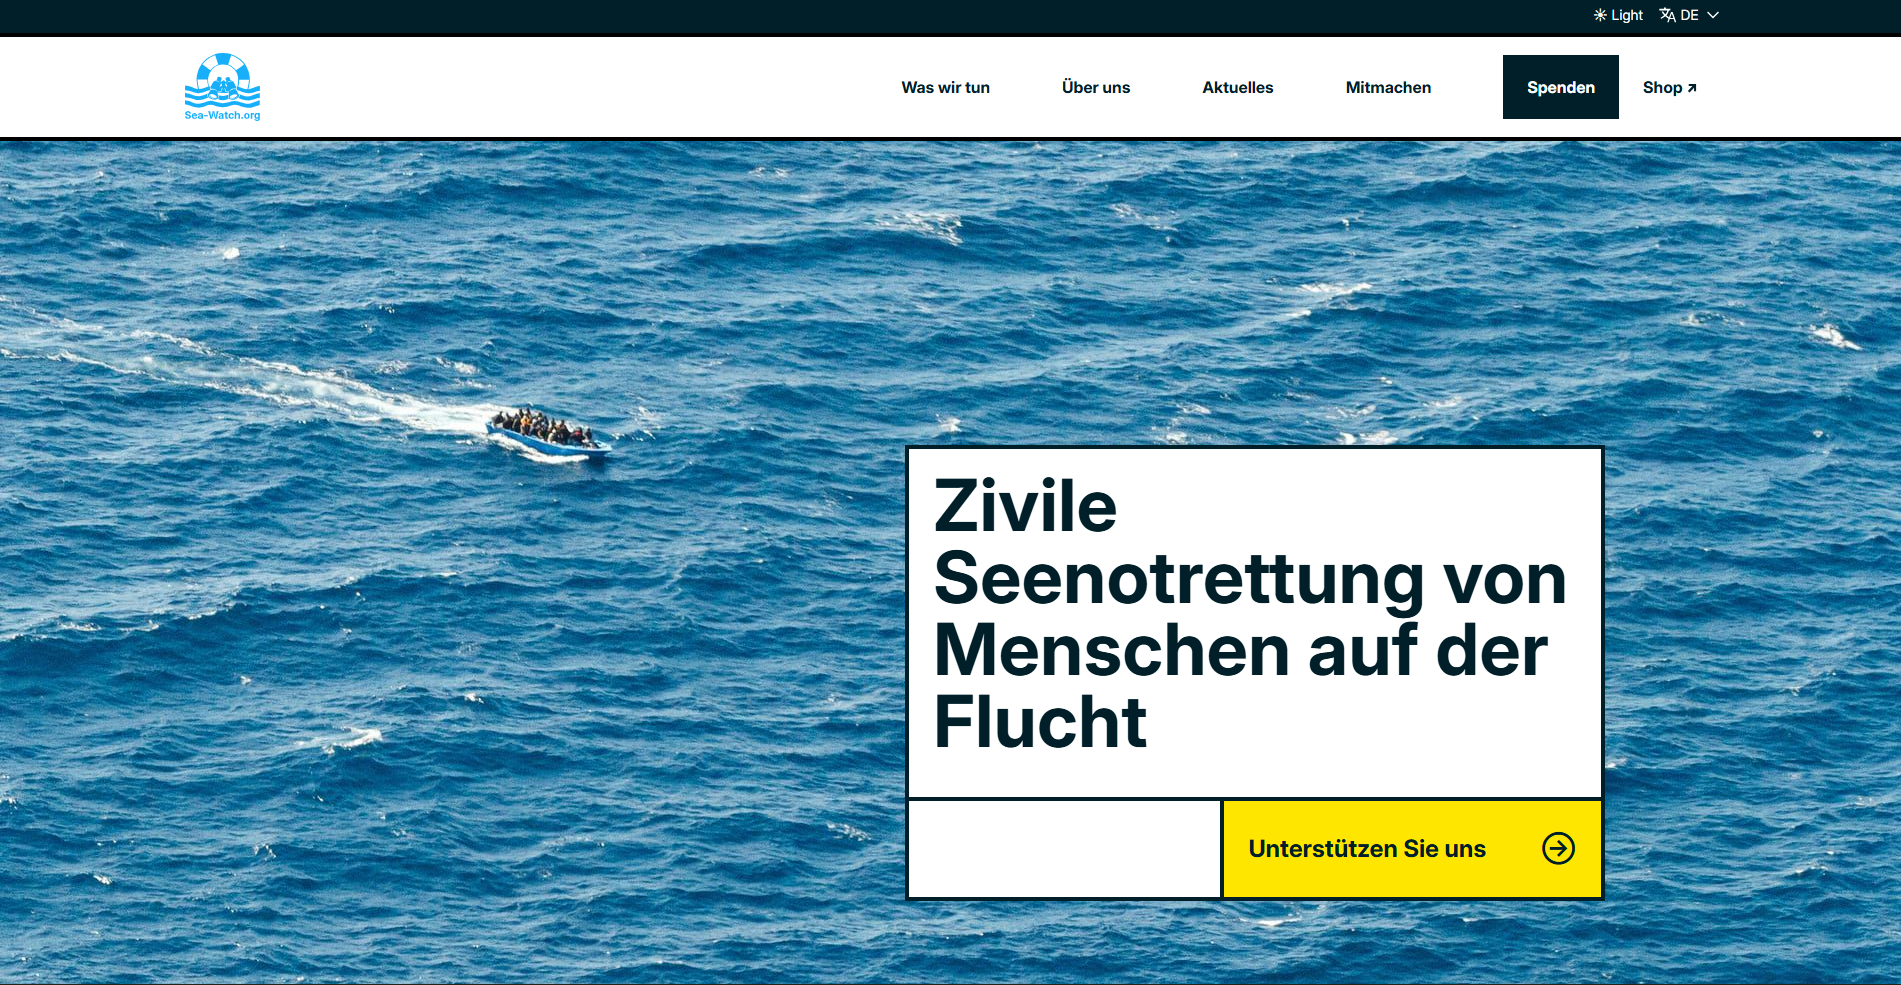 Light
DE
Sea-Watch.org
Was wir tun
Über uns
Aktuelles
Mitmachen
Spenden
Shop
Zivile
Seenotrettung von
Menschen auf der
Flucht
Unterstützen Sie uns